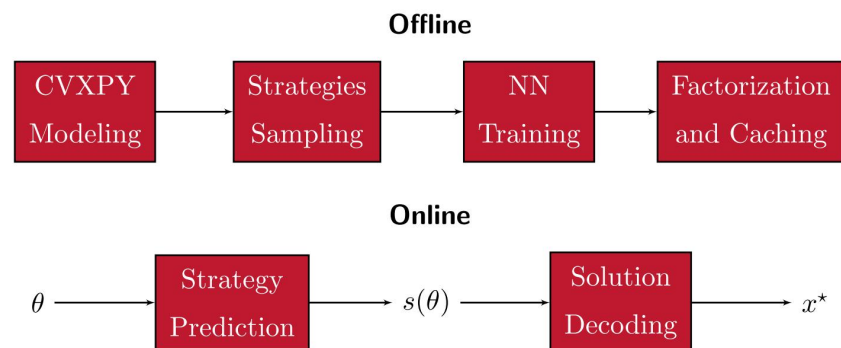 Offline
CVXPY
Modeling
Strategies
Sampling
NN
Training
Factorization
and Caching
Online
θ
Strategy
Prediction
s(θ)
Solution
Decoding
x⋆